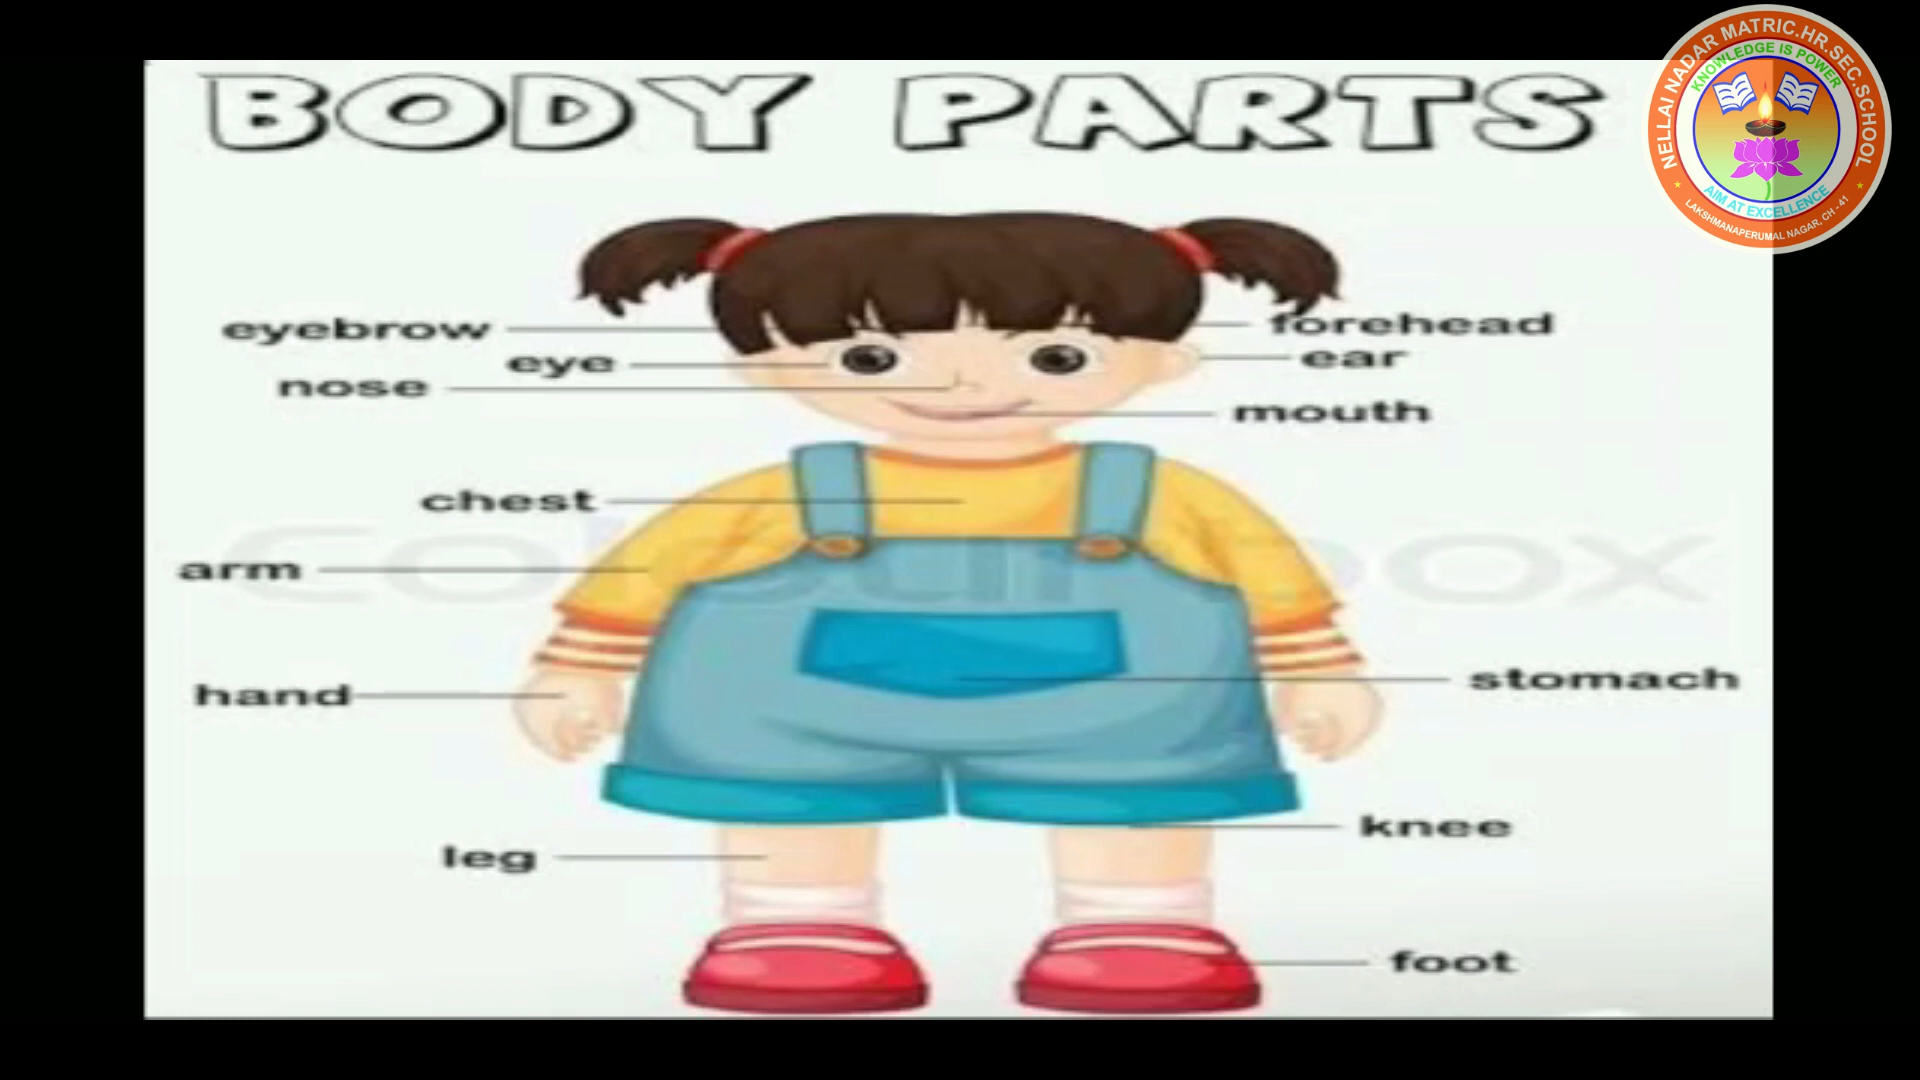 BODY PARTS
NELLAI NADAR MATRIC.HR.SEC.SCHOOL
KNOWLEDGE IS POWER
AIM AT EXCELLENCE
LAKSHMANAPERUMAL NAGAR, CH - 41
eyebrow
forehead
eye
ear
nose
mouth
chest
colourbox
arm
hand
stomach
knee
leg
foot